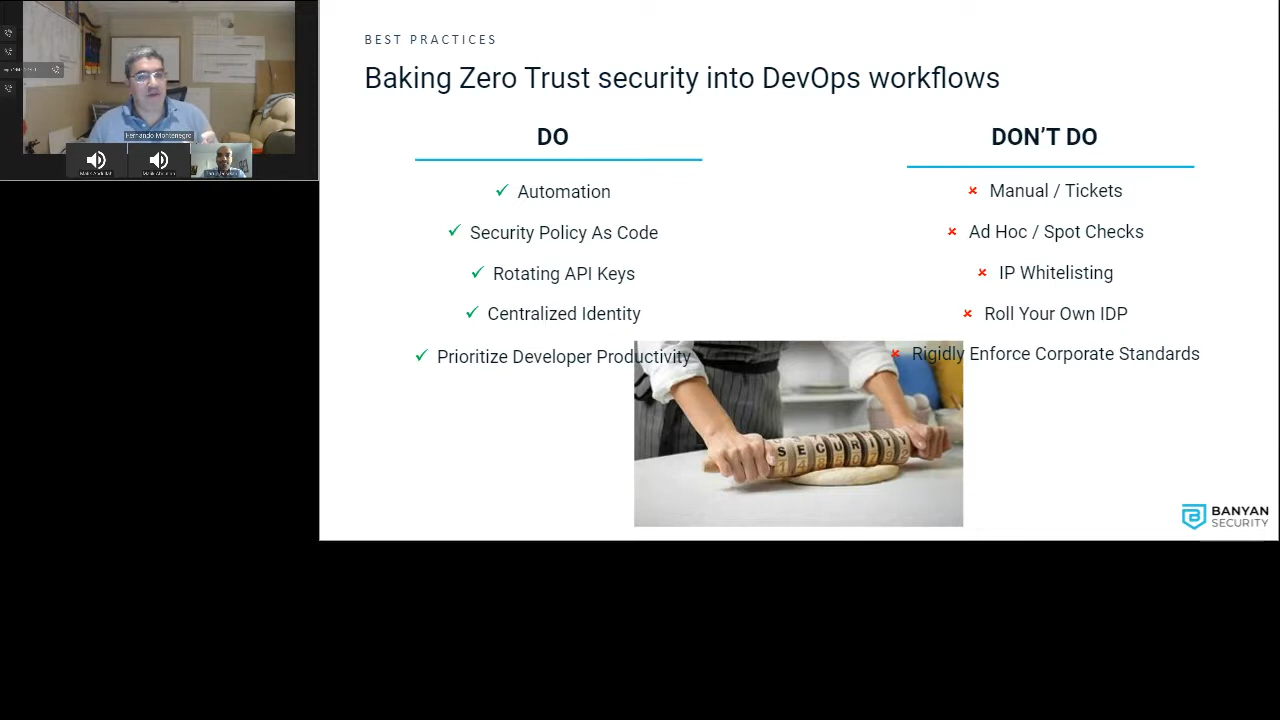 BEST PRACTICES
Baking Zero Trust security into DevOps workflows
DO
Automation
Security Policy As Code
Rotating API Keys
Centralized Identity
Prioritize Developer Productivity
DON'T DO
Manual / Tickets
Ad Hoc / Spot Checks
IP Whitelisting
Roll Your Own IDP
Rigidly Enforce Corporate Standards
SECURITY
BANYAN
SECURITY
Fernando Montenegro